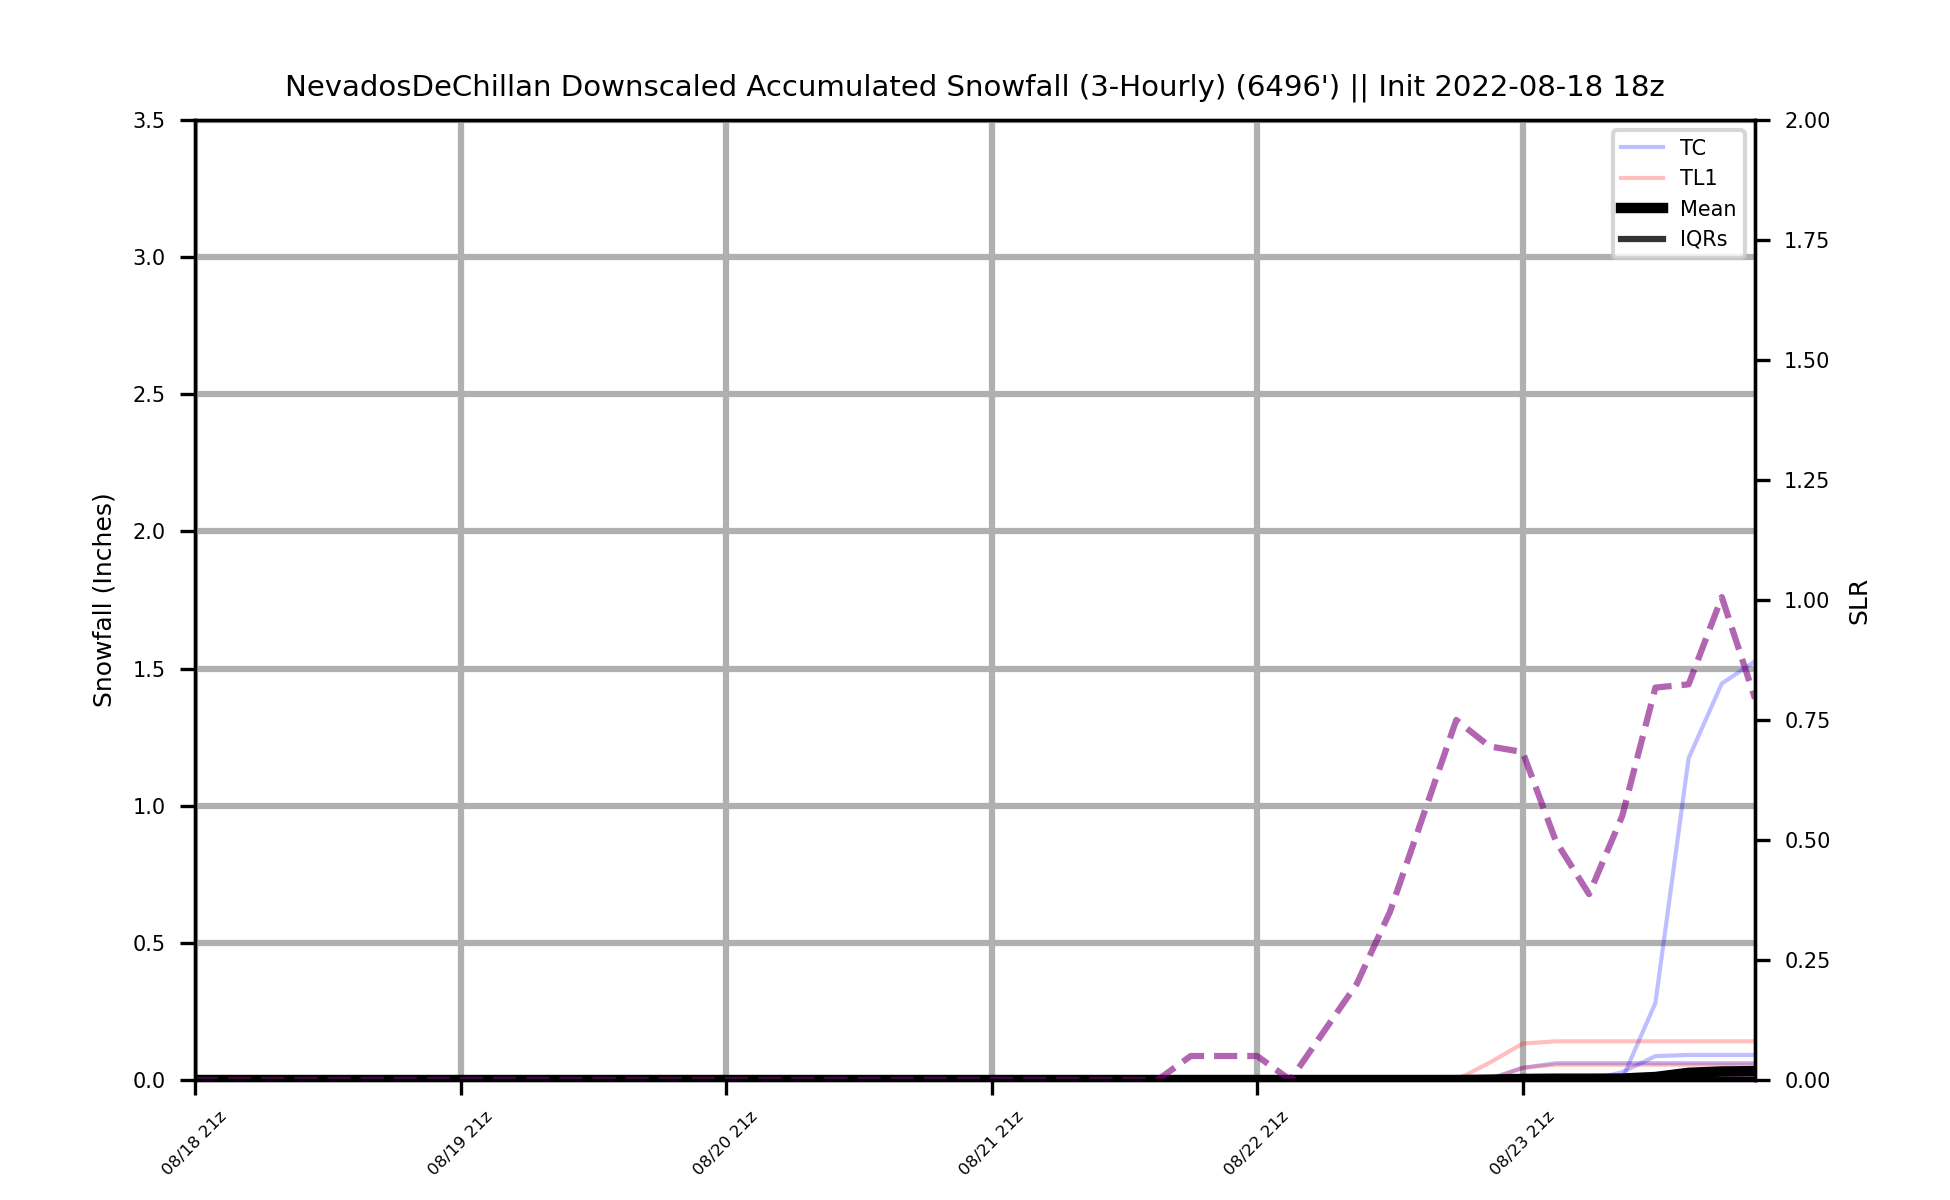 NevadosDeChillan Downscaled Accumulated Snowfall (3-Hourly) (6496') || Init 2022-08-18 18z
3.5
3.0
2.5
2.0
1.5
1.0
0.5
0.0
Snowfall (Inches)
TC
TL1
Mean
IQRs
2.00
1.75
1.50
1.25
1.00
0.75
0.50
0.25
0.00
SLR
08/18 21z
08/19 21z
08/20 21z
08/21 21z
08/22 21z
08/23 21z